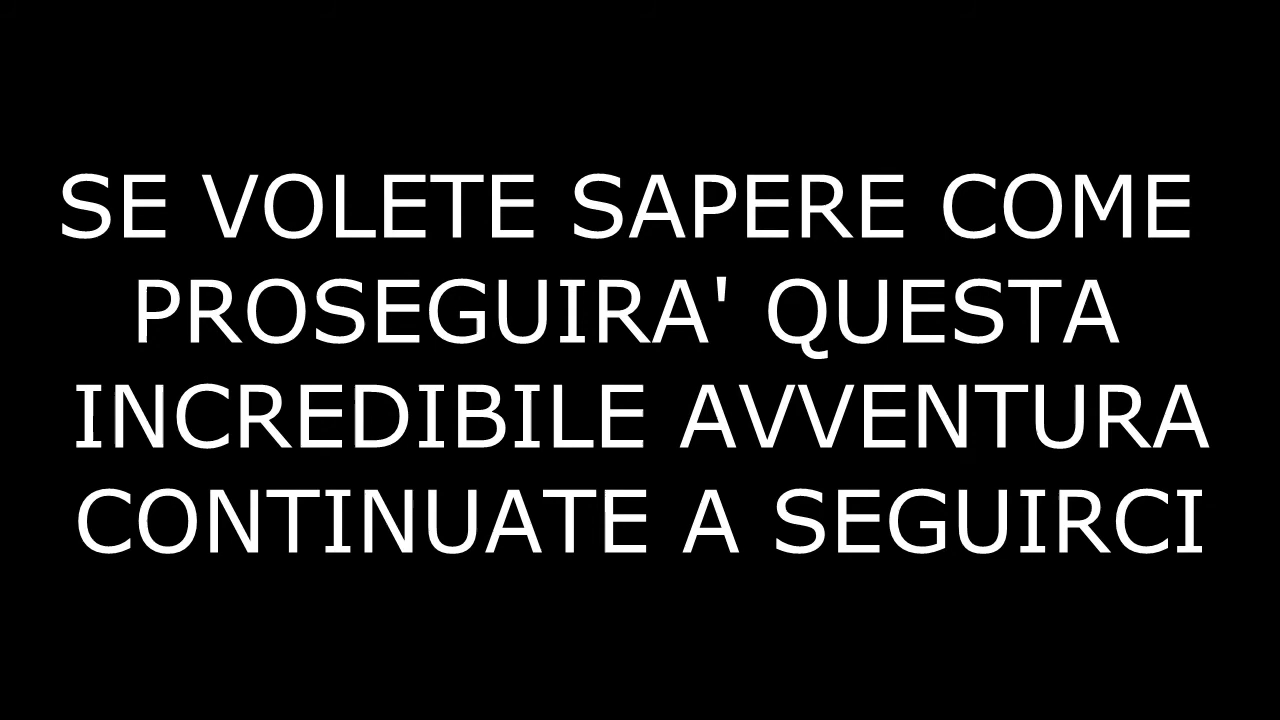 SE VOLETE SAPERE COME
PROSEGUIRA' QUESTA
INCREDIBILE AVVENTURA
CONTINUATE A SEGUIRCI